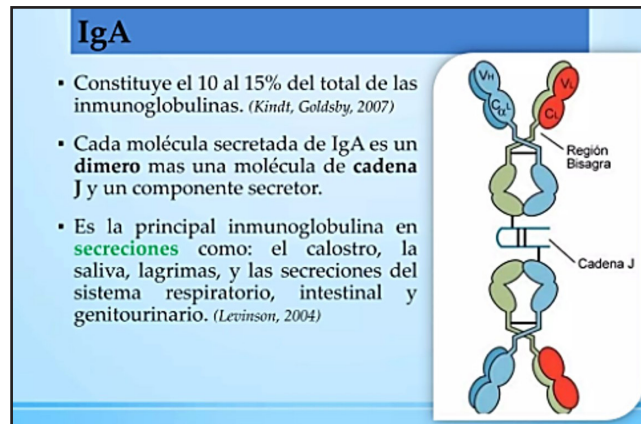 IgA
▪ Constituye el 10 al 15% del total de las
inmunoglobulinas. (Kindt, Goldsby, 2007)
▪ Cada molécula secretada de IgA es un
dimero mas una molécula de cadena
J y un componente secretor.
▪ Es la principal inmunoglobulina en
secreciones como: el calostro, la
saliva, lagrimas, y las secreciones del
sistema respiratorio, intestinal y
genitourinario. (Levinson, 2004)
VH
VL
CαL
CL
Región
Bisagra
Cadena J